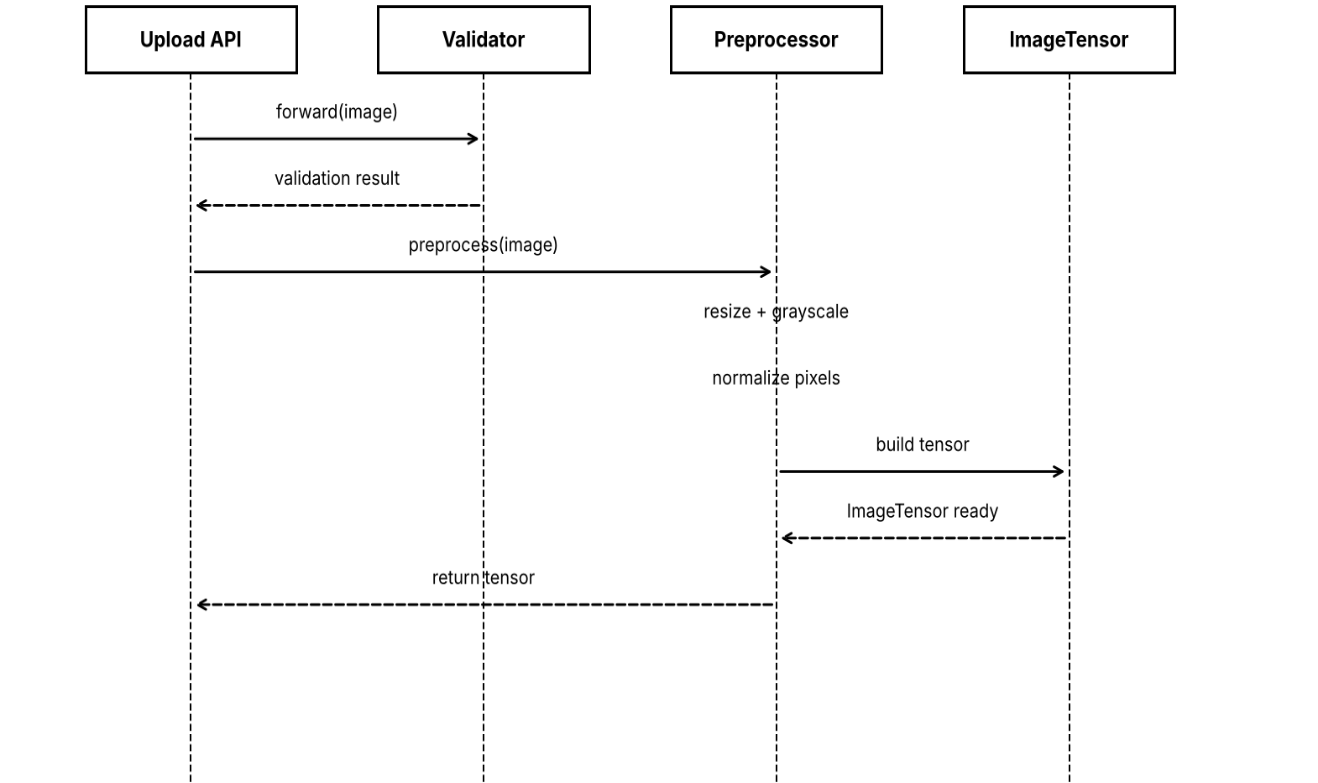 Upload API
Validator
Preprocessor
ImageTensor
forward(image)
validation result
preprocess(image)
resize + grayscale
normalize pixels
build tensor
ImageTensor ready
return tensor